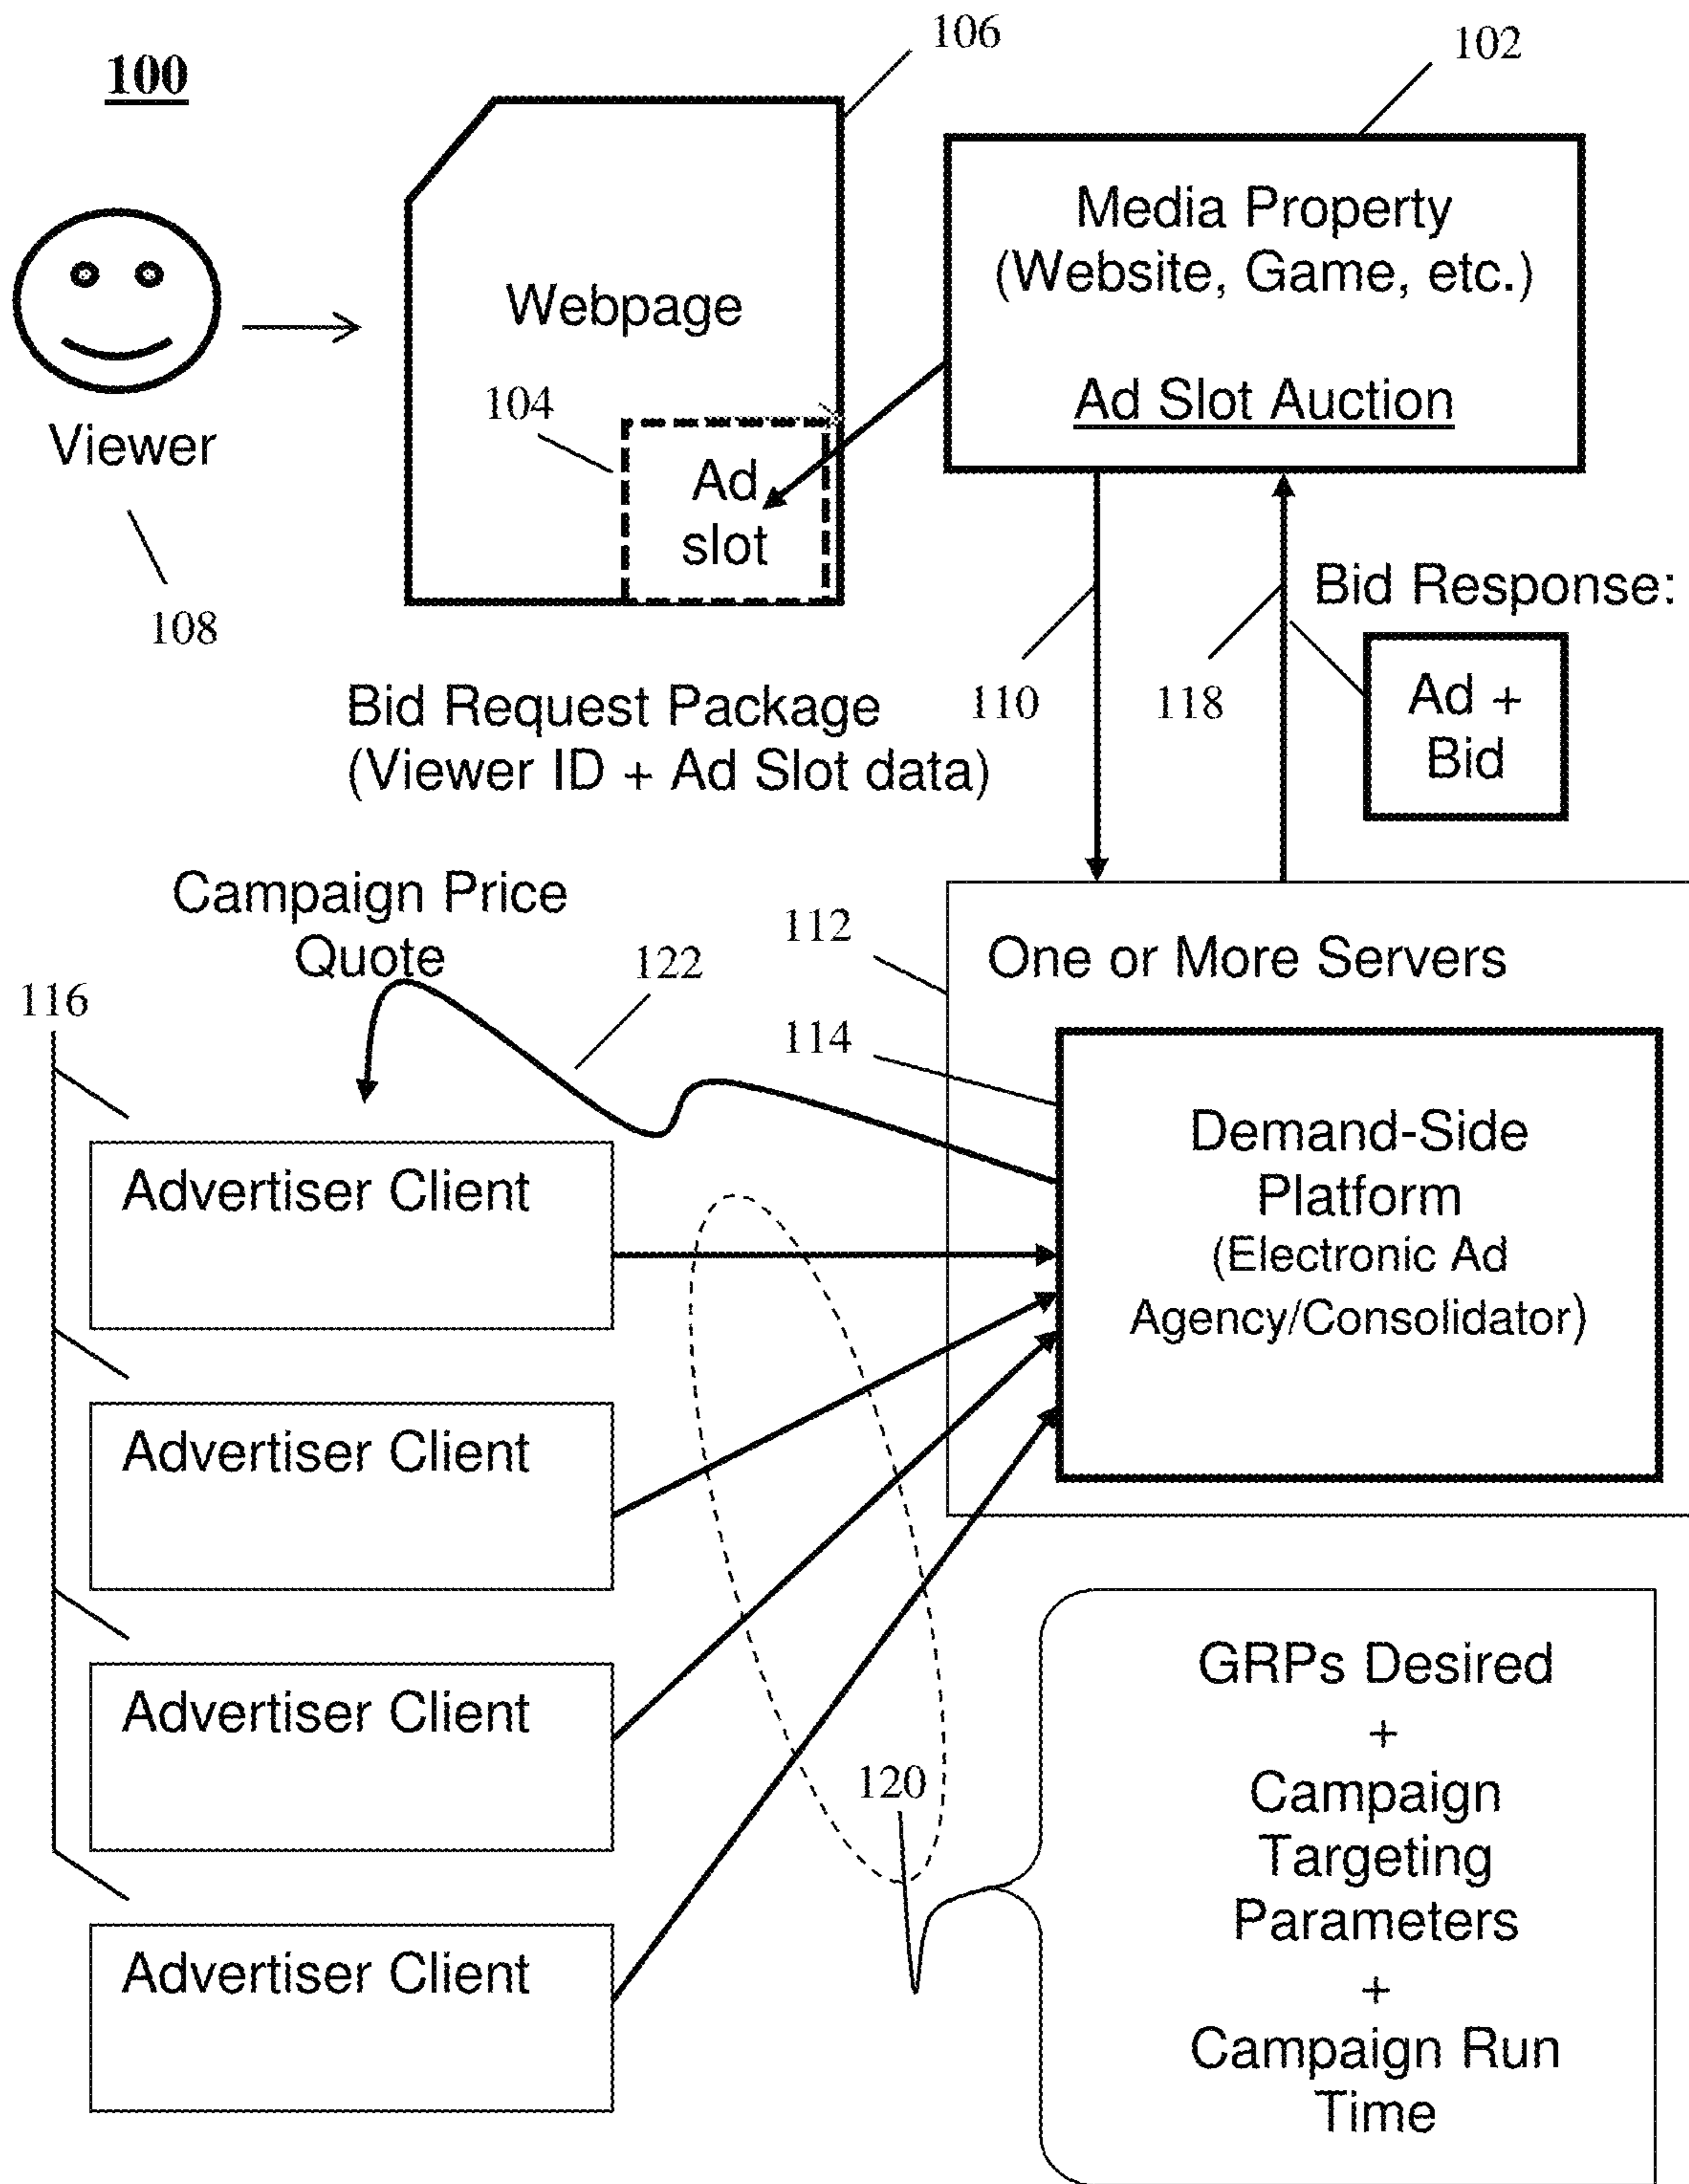 100
106
102
Media Property
(Website, Game, etc.)
Ad Slot Auction
Webpage
104
Ad
slot
Viewer
108
Bid Response:
Ad +
Bid
110
118
Bid Request Package
(Viewer ID + Ad Slot data)
Campaign Price
Quote
122
112
One or More Servers
114
Demand-Side
Platform
(Electronic Ad
Agency/Consolidator)
116
Advertiser Client
Advertiser Client
Advertiser Client
Advertiser Client
120
GRPs Desired
+
Campaign
Targeting
Parameters
+
Campaign Run
Time